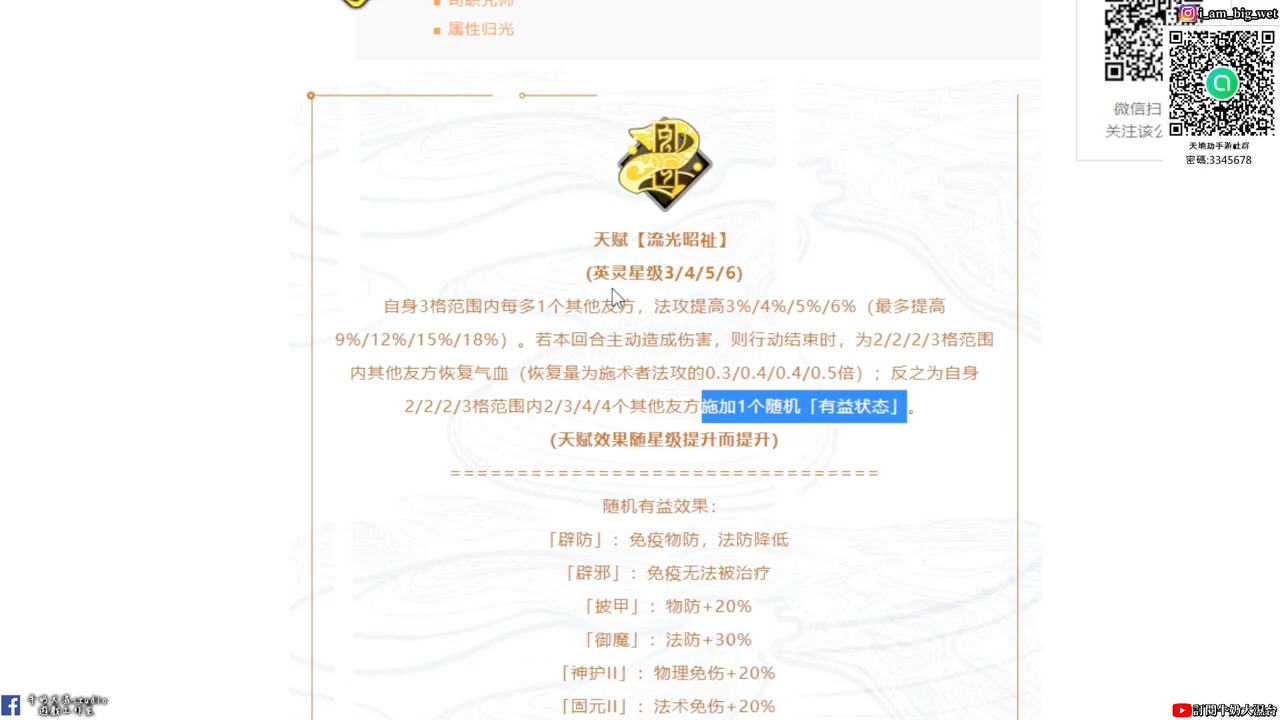 i_am_big_wet
属性归光
微信扫
关注该公
天地劫手游社群
密碼:3345678
天赋【流光昭祉】
(英灵星级3/4/5/6)
自身3格范围内每多1个其他友方，法攻提高3%/4%/5%/6%（最多提高
9%/12%/15%/18%）。若本回合主动造成伤害，则行动结束时，为2/2/2/3格范围
内其他友方恢复气血（恢复量为施术者法攻的0.3/0.4/0.4/0.5倍）；反之为自身
2/2/2/3格范围内2/3/4/4个其他友方施加1个随机「有益状态」。
(天赋效果随星级提升而提升)
================================
随机有益效果：
「辟防」：免疫物防，法防降低
「辟邪」：免疫无法被治疗
「披甲」：物防+20%
「御魔」：法防+30%
「神护II」：物理免伤+20%
「固元II」：法术免伤+20%